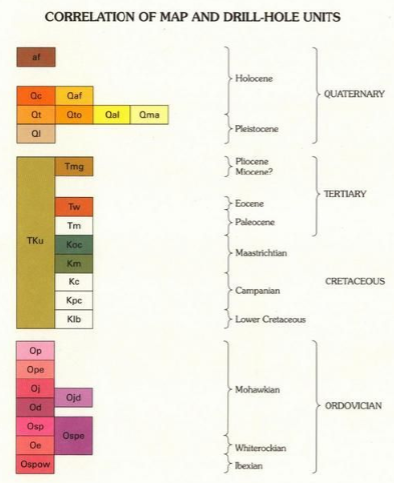 CORRELATION OF MAP AND DRILL-HOLE UNITS
af
Holocene
Qc Qaf
QUATERNARY
Qt Qto Qal Qma
Ql
Pleistocene
Tmg
Pliocene
Miocene?
TERTIARY
Tw
Eocene
Tm
Paleocene
TKu
Koc
Maastrichtian
Km
Kc
CRETACEOUS
Campanian
Kpc
Klb
Lower Cretaceous
Op
Ope
Oj
Ojd
Mohawkian
Od
ORDOVICIAN
Osp
Ospe
Oe
Whiterockian
Ospow
Ibexian